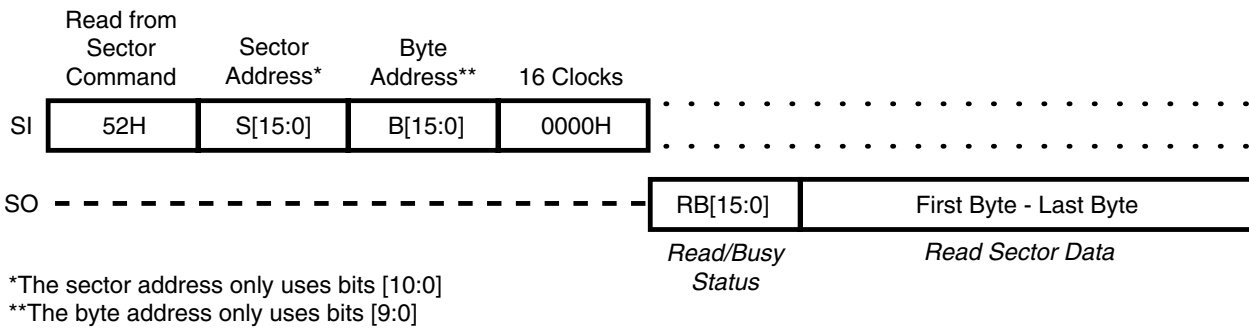 Read from
Sector
Command
Sector
Address*
Byte
Address**
16 Clocks
SI
52H
S[15:0]
B[15:0]
0000H
SO
RB[15:0]
First Byte - Last Byte
Read/Busy
Status
Read Sector Data
*The sector address only uses bits [10:0]
**The byte address only uses bits [9:0]